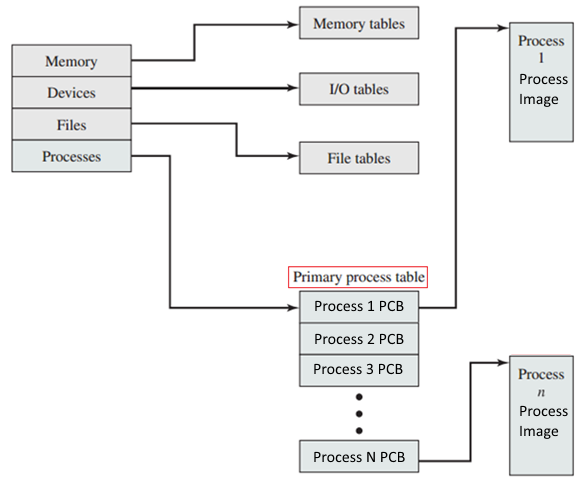 Memory tables
Process
1
Process
Image
Memory
Devices
I/O tables
Files
Processes
File tables
Primary process table
Process 1 PCB
Process 2 PCB
Process 3 PCB
Process N PCB
Process
n
Process
Image